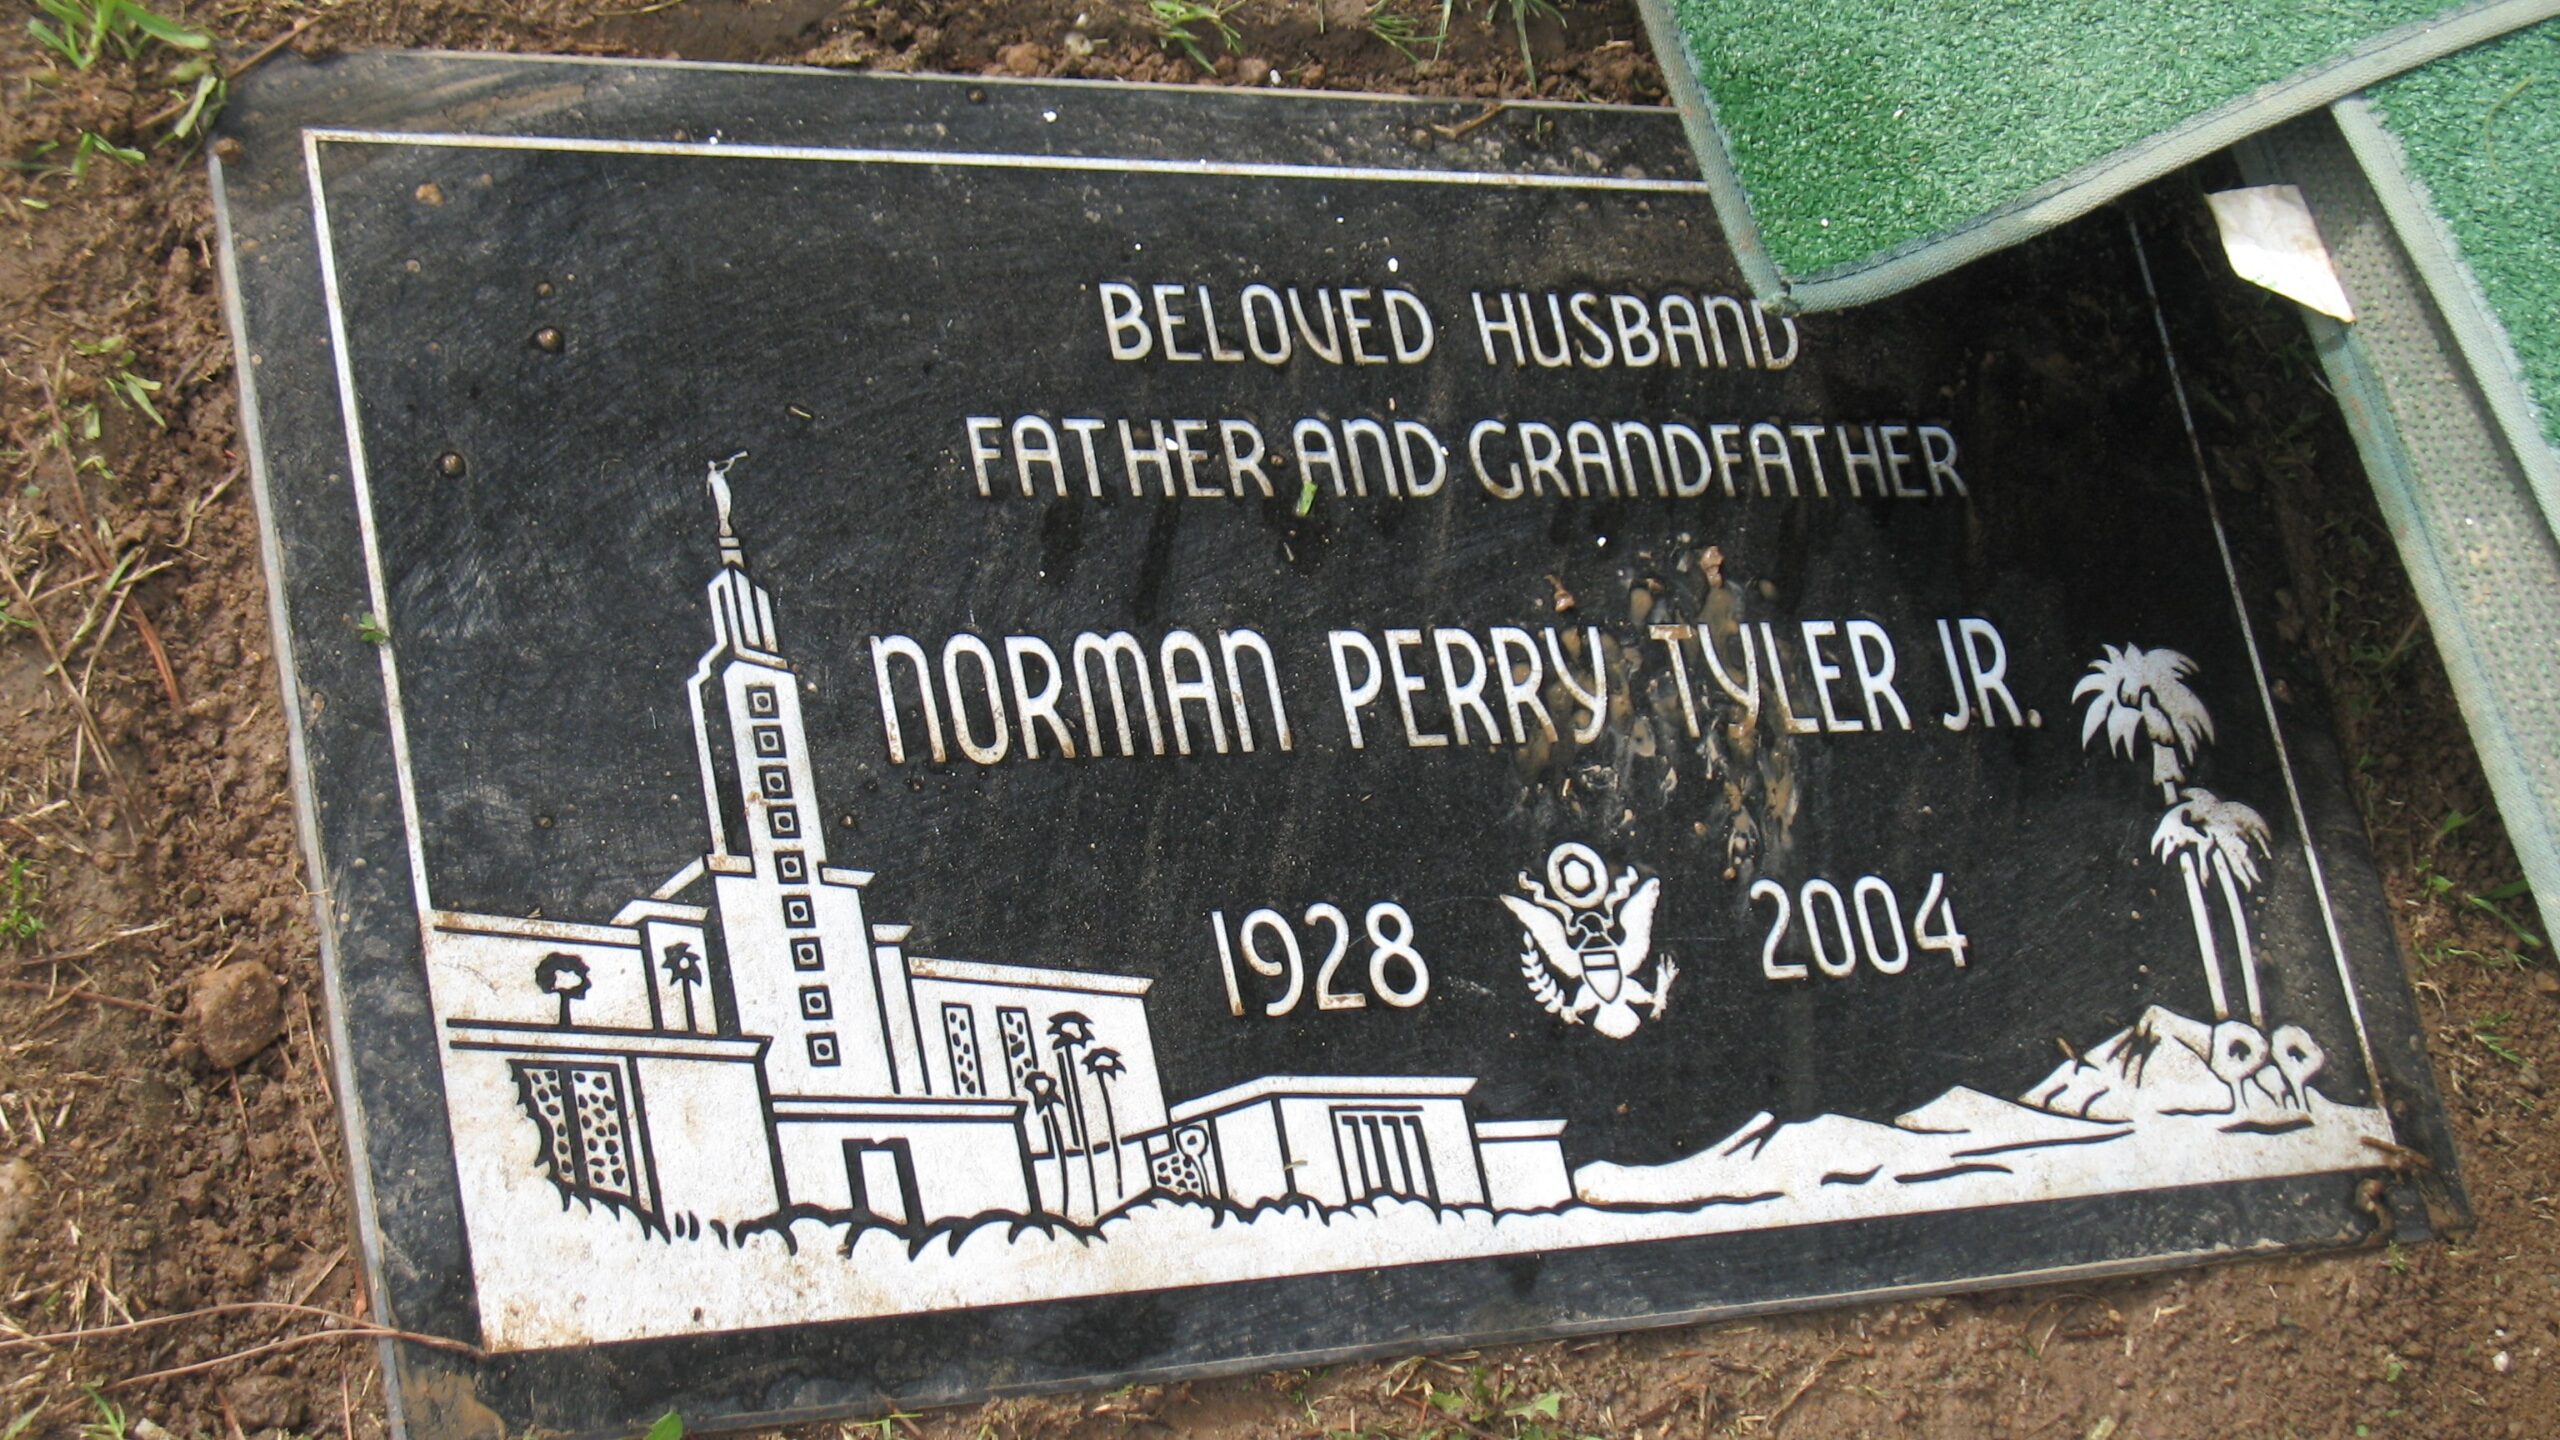 BELOVED HUSBAND
FATHER AND GRANDFATHER
NORMAN PERRY TYLER JR.
1928 2004